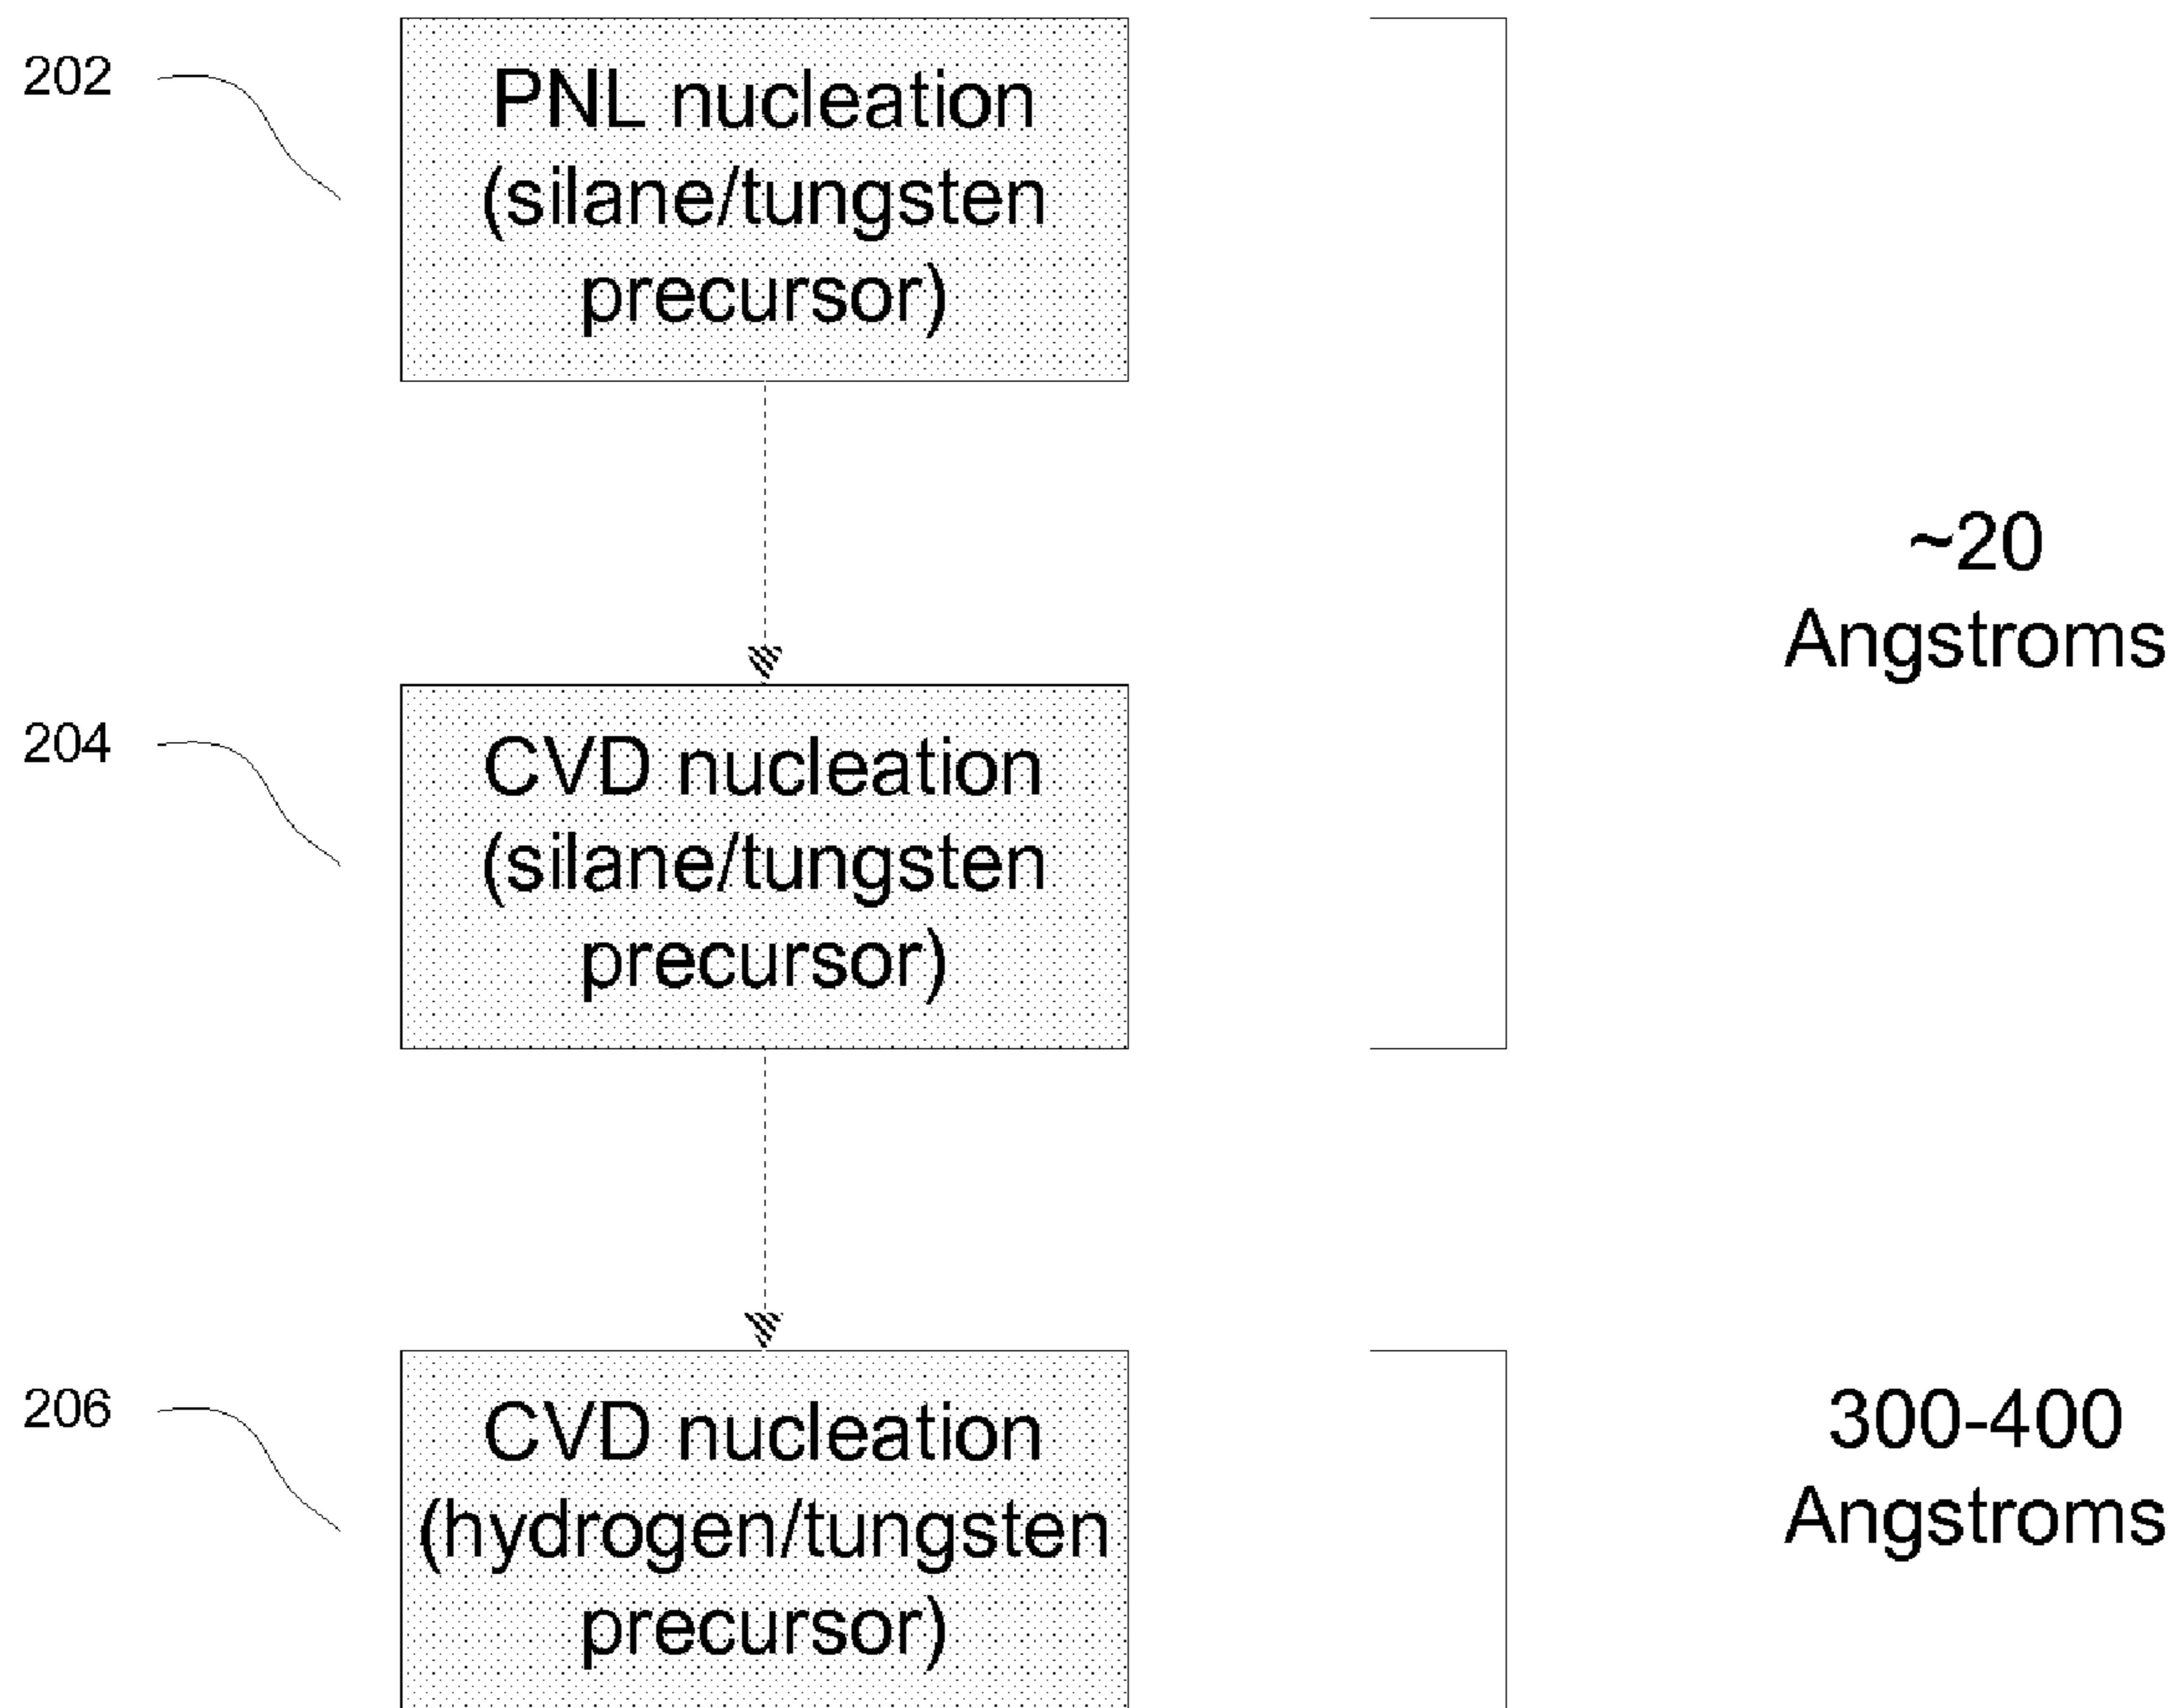 202
PNL nucleation
(silane/tungsten
precursor)
~20
Angstroms
204
CVD nucleation
(silane/tungsten
precursor)
206
CVD nucleation
(hydrogen/tungsten
precursor)
300-400
Angstroms